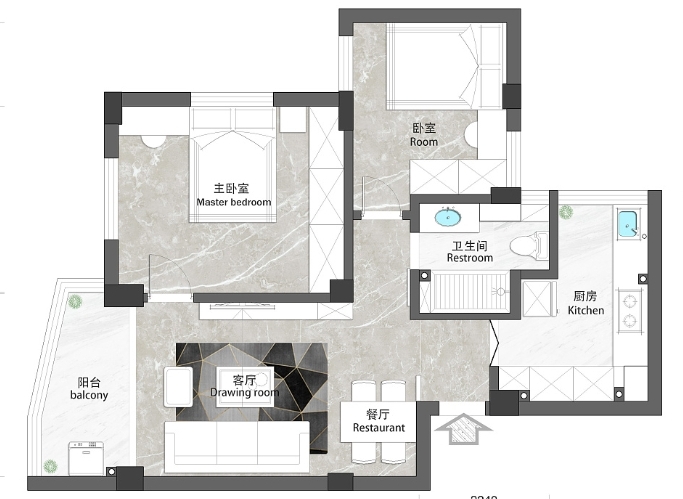 卧室
Room
主卧室
Master bedroom
卫生间
Restroom
厨房
Kitchen
阳台
balcony
客厅
Drawing room
餐厅
Restaurant